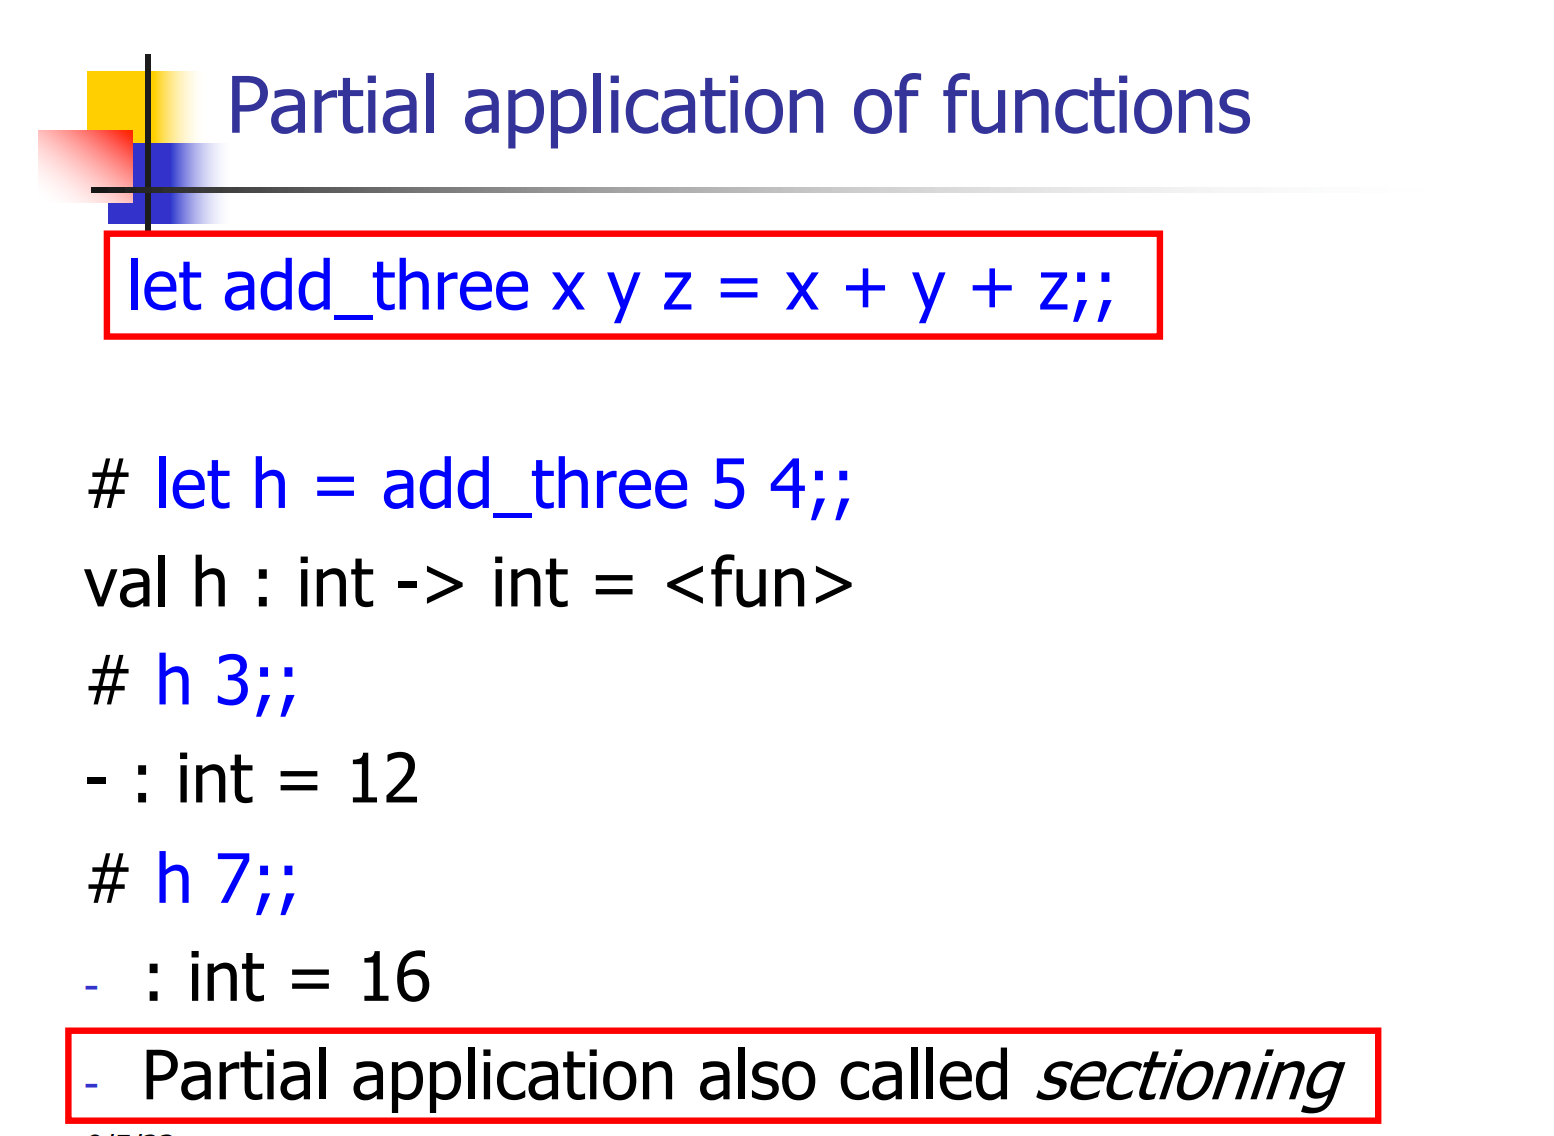 Partial application of functions
let add_three x y z = x + y + z;;
# let h = add_three 5 4;;
val h : int -> int = <fun>
# h 3;;
- : int = 12
# h 7;;
- : int = 16
- Partial application also called sectioning